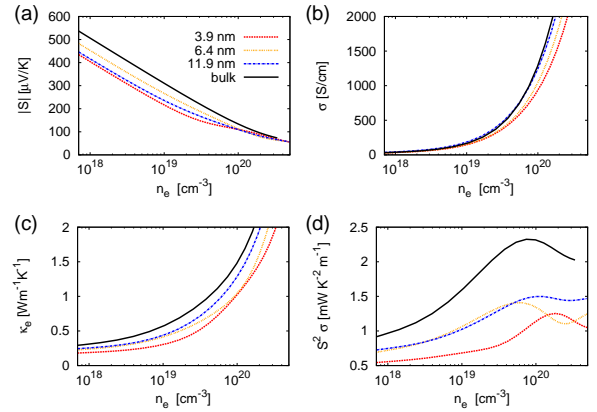 (a)
600
500
400
300
200
100
0
|S| [μV/K]
3.9 nm
6.4 nm
11.9 nm
bulk
10^18
10^19
10^20
n_e [cm^-3]
(b)
2000
1500
1000
500
0
σ [S/cm]
10^18
10^19
10^20
n_e [cm^-3]
(c)
2
1.5
1
0.5
0
κ_e [Wm^-1K^-1]
10^18
10^19
10^20
n_e [cm^-3]
(d)
2.5
2
1.5
1
0.5
S^2 σ [mW K^-2 m^-1]
10^18
10^19
10^20
n_e [cm^-3]